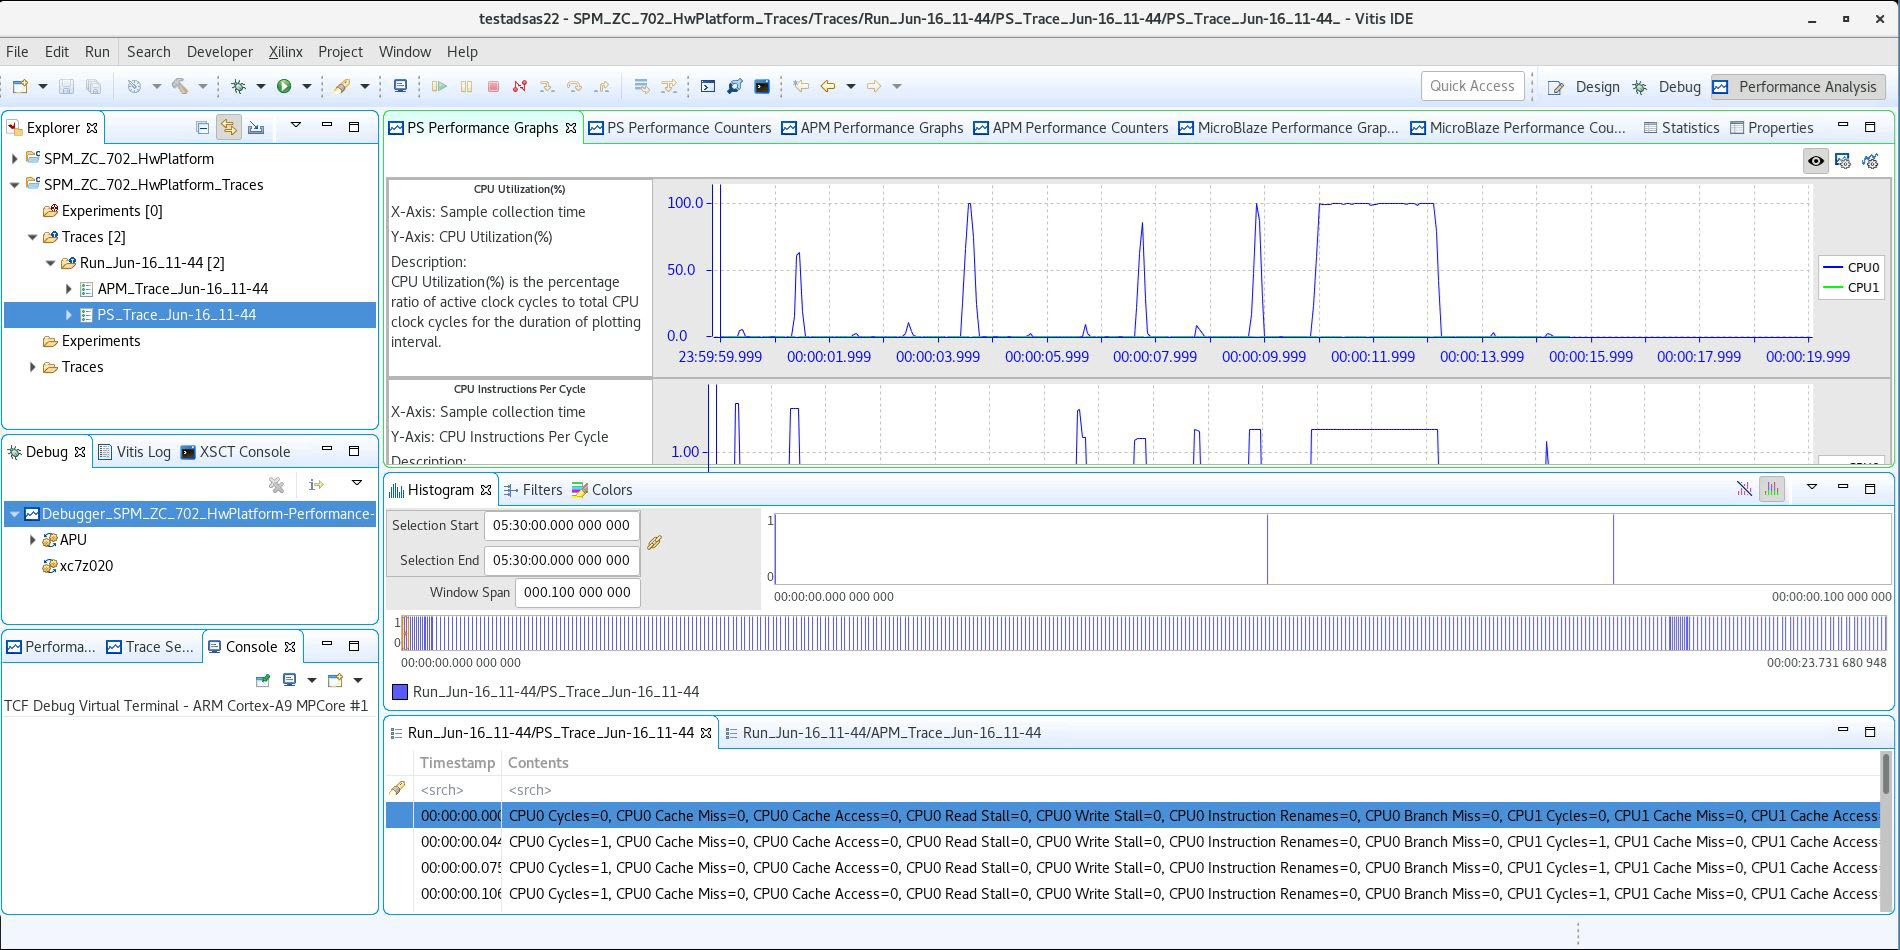 testadsas22 - SPM_ZC_702_HwPlatform_Traces/Traces/Run_Jun-16_11-44/PS_Trace_Jun-16_11-44/PS_Trace_Jun-16_11-44_ - Vitis IDE
File Edit Run Search Developer Xilinx Project Window Help
Quick Access Design Debug Performance Analysis
Explorer
SPM_ZC_702_HwPlatform
SPM_ZC_702_HwPlatform_Traces
Experiments [0]
Traces [2]
Run_Jun-16_11-44 [2]
APM_Trace_Jun-16_11-44
PS_Trace_Jun-16_11-44
Experiments
Traces
Debug Vitis Log XSCT Console
Debugger_SPM_ZC_702_HwPlatform-Performance-
APU
xc7z020
Performa... Trace Se... Console
TCF Debug Virtual Terminal - ARM Cortex-A9 MPCore #1
PS Performance Graphs PS Performance Counters APM Performance Graphs APM Performance Counters MicroBlaze Performance Grap... MicroBlaze Performance Cou... Statistics Properties
CPU Utilization(%)
X-Axis: Sample collection time
Y-Axis: CPU Utilization(%)
Description:
CPU Utilization(%) is the percentage
ratio of active clock cycles to total CPU
clock cycles for the duration of plotting
interval.
100.0
50.0
0.0
23:59:59.999 00:00:01.999 00:00:03.999 00:00:05.999 00:00:07.999 00:00:09.999 00:00:11.999 00:00:13.999 00:00:15.999 00:00:17.999 00:00:19.999
CPU0
CPU1
CPU Instructions Per Cycle
X-Axis: Sample collection time
Y-Axis: CPU Instructions Per Cycle
Description:
1.00
Histogram Filters Colors
Selection Start 05:30:00.000 000 000
Selection End 05:30:00.000 000 000
Window Span 000.100 000 000
1
0
00:00:00.000 000 000 00:00:00.100 000 000
1
0
00:00:00.000 000 000 00:00:23.731 680 948
Run_Jun-16_11-44/PS_Trace_Jun-16_11-44
Run_Jun-16_11-44/PS_Trace_Jun-16_11-44 Run_Jun-16_11-44/APM_Trace_Jun-16_11-44
Timestamp Contents
<srch> <srch>
00:00:00.000 CPU0 Cycles=0, CPU0 Cache Miss=0, CPU0 Cache Access=0, CPU0 Read Stall=0, CPU0 Write Stall=0, CPU0 Instruction Renames=0, CPU0 Branch Miss=0, CPU1 Cycles=0, CPU1 Cache Miss=0, CPU1 Cache Access
00:00:00.044 CPU0 Cycles=1, CPU0 Cache Miss=0, CPU0 Cache Access=0, CPU0 Read Stall=0, CPU0 Write Stall=0, CPU0 Instruction Renames=0, CPU0 Branch Miss=0, CPU1 Cycles=1, CPU1 Cache Miss=0, CPU1 Cache Access
00:00:00.075 CPU0 Cycles=1, CPU0 Cache Miss=0, CPU0 Cache Access=0, CPU0 Read Stall=0, CPU0 Write Stall=0, CPU0 Instruction Renames=0, CPU0 Branch Miss=0, CPU1 Cycles=1, CPU1 Cache Miss=0, CPU1 Cache Access
00:00:00.106 CPU0 Cycles=1, CPU0 Cache Miss=0, CPU0 Cache Access=0, CPU0 Read Stall=0, CPU0 Write Stall=0, CPU0 Instruction Renames=0, CPU0 Branch Miss=0, CPU1 Cycles=1, CPU1 Cache Miss=0, CPU1 Cache Access